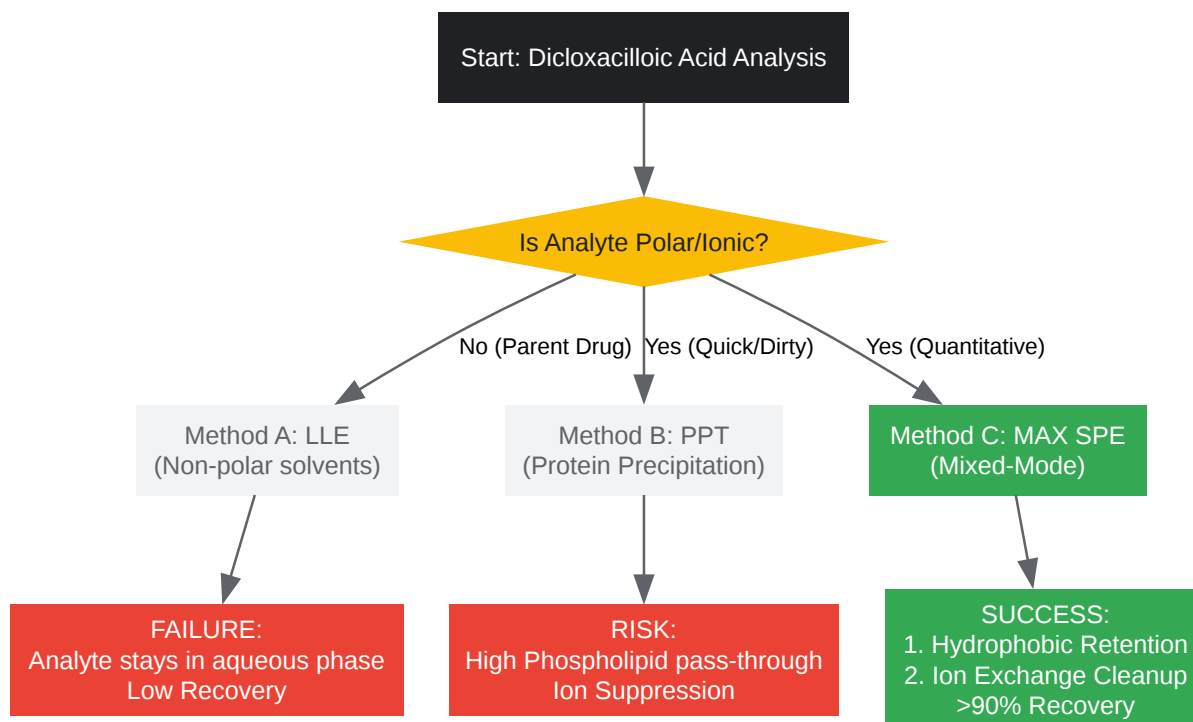 Start: Dicloxacilloic Acid Analysis
Is Analyte Polar/Ionic?
No (Parent Drug)
Yes (Quick/Dirty)
Yes (Quantitative)
Method A: LLE
(Non-polar solvents)
Method B: PPT
(Protein Precipitation)
Method C: MAX SPE
(Mixed-Mode)
FAILURE:
Analyte stays in aqueous phase
Low Recovery
RISK:
High Phospholipid pass-through
Ion Suppression
SUCCESS:
1. Hydrophobic Retention
2. Ion Exchange Cleanup
>90% Recovery